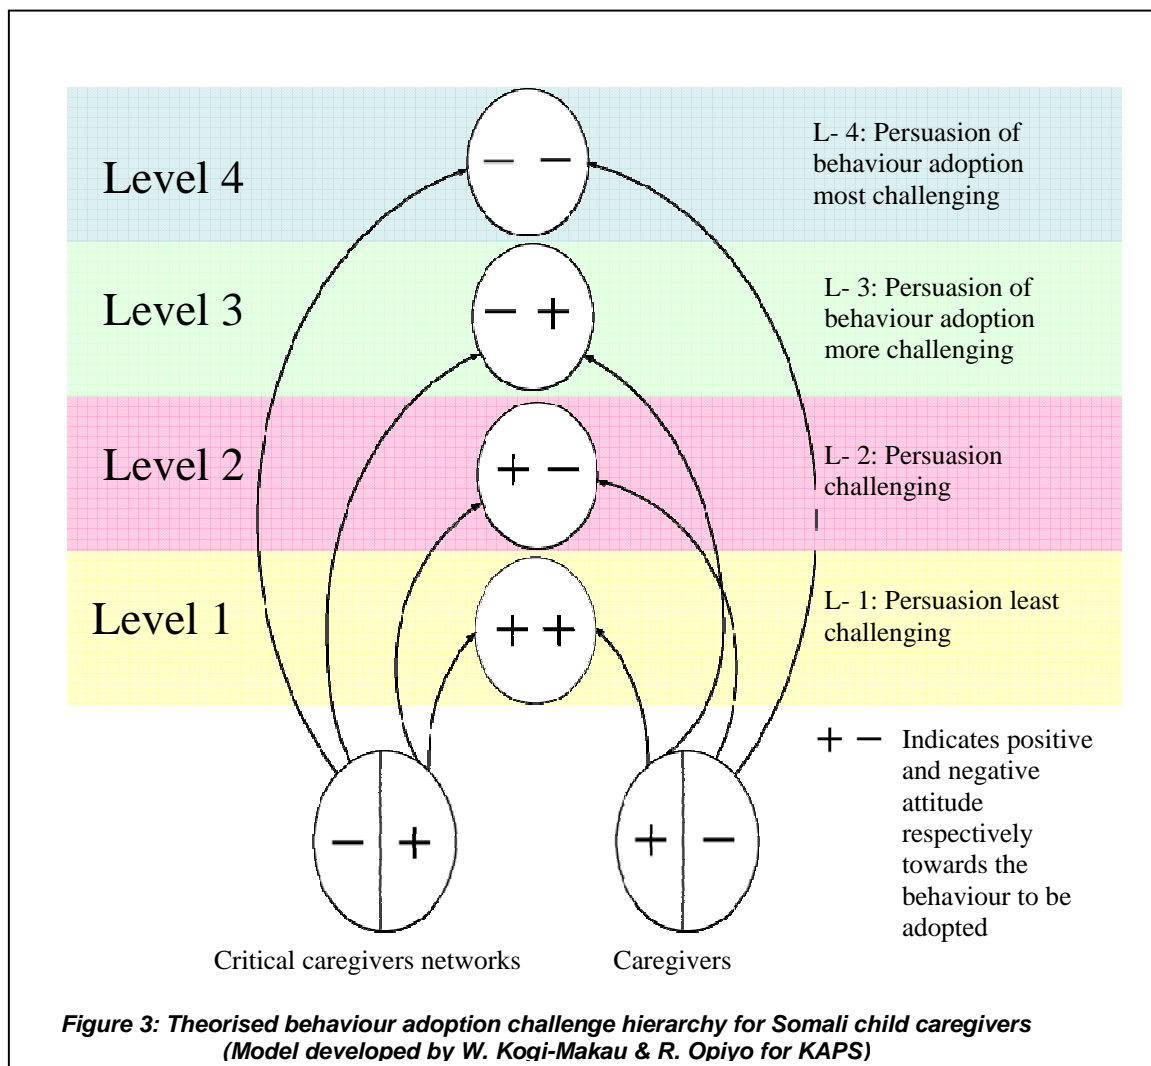 Level 4
– –
L- 4: Persuasion of
behaviour adoption
most challenging
Level 3
– +
L- 3: Persuasion of
behaviour adoption
more challenging
Level 2
+ –
L- 2: Persuasion
challenging
Level 1
+ +
L- 1: Persuasion least
challenging
+ – Indicates positive
and negative
attitude
respectively
towards the
behaviour to be
adopted
– +
+ –
Critical caregivers networks
Caregivers
Figure 3: Theorised behaviour adoption challenge hierarchy for Somali child caregivers
(Model developed by W. Kogi-Makau & R. Opiyo for KAPS)